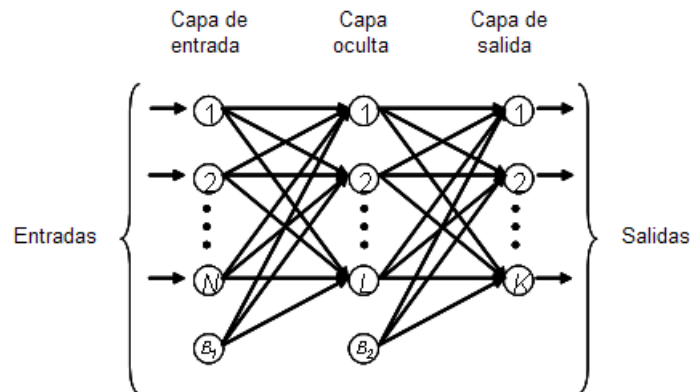 Capa de
entrada
Capa
oculta
Capa de
salida
1
1
1
2
2
2
Entradas
Salidas
N
L
K
B1
B2